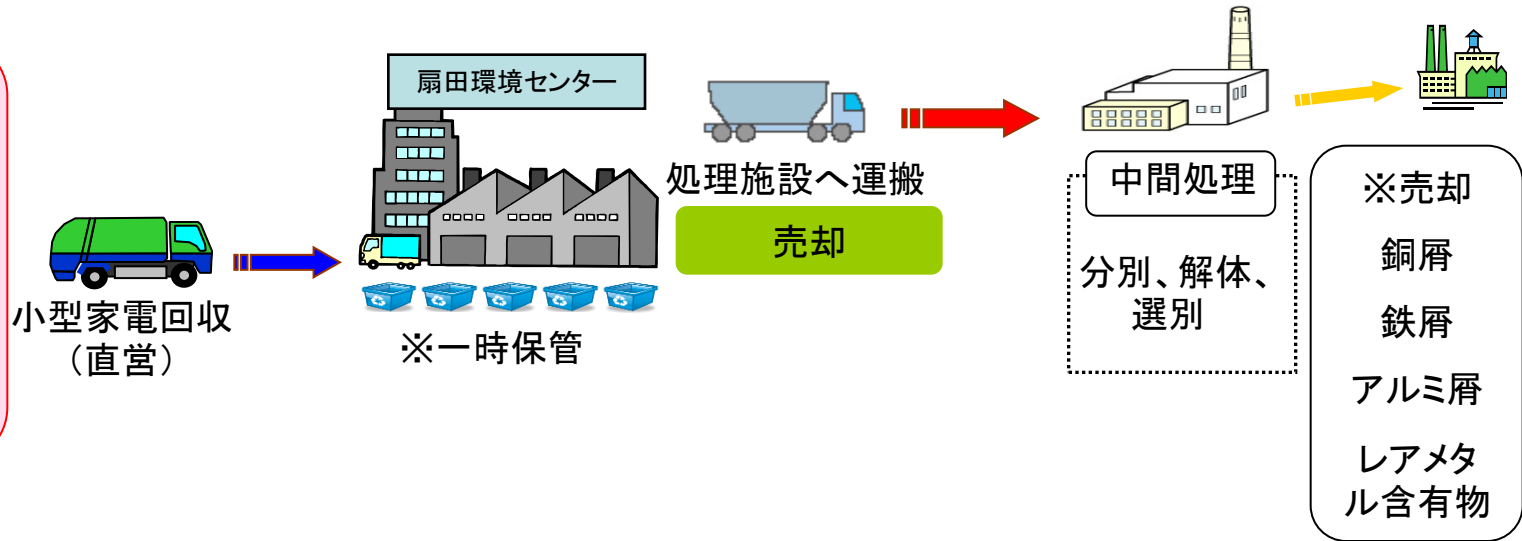 小型家電回収
（直営）
扇田環境センター
※一時保管
処理施設へ運搬
売却
中間処理
分別、解体、
選別
※売却
銅屑
鉄屑
アルミ屑
レアメタ
ル含有物